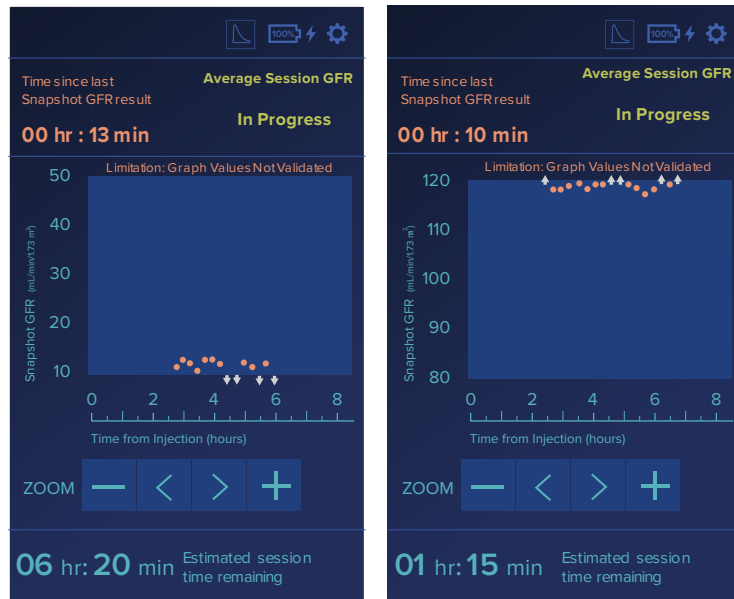 100%
Time since last
Snapshot GFR result
00 hr : 13 min
Average Session GFR
In Progress
Limitation: Graph Values Not Validated
50
40
30
20
10
Snapshot GFR (mL/min/1.73 m²)
0 2 4 6 8
Time from Injection (hours)
ZOOM
06 hr: 20 min
Estimated session
time remaining
100%
Time since last
Snapshot GFR result
00 hr : 10 min
Average Session GFR
In Progress
Limitation: Graph Values Not Validated
120
110
100
90
80
Snapshot GFR (mL/min/1.73 m²)
0 2 4 6 8
Time from Injection (hours)
ZOOM
01 hr: 15 min
Estimated session
time remaining